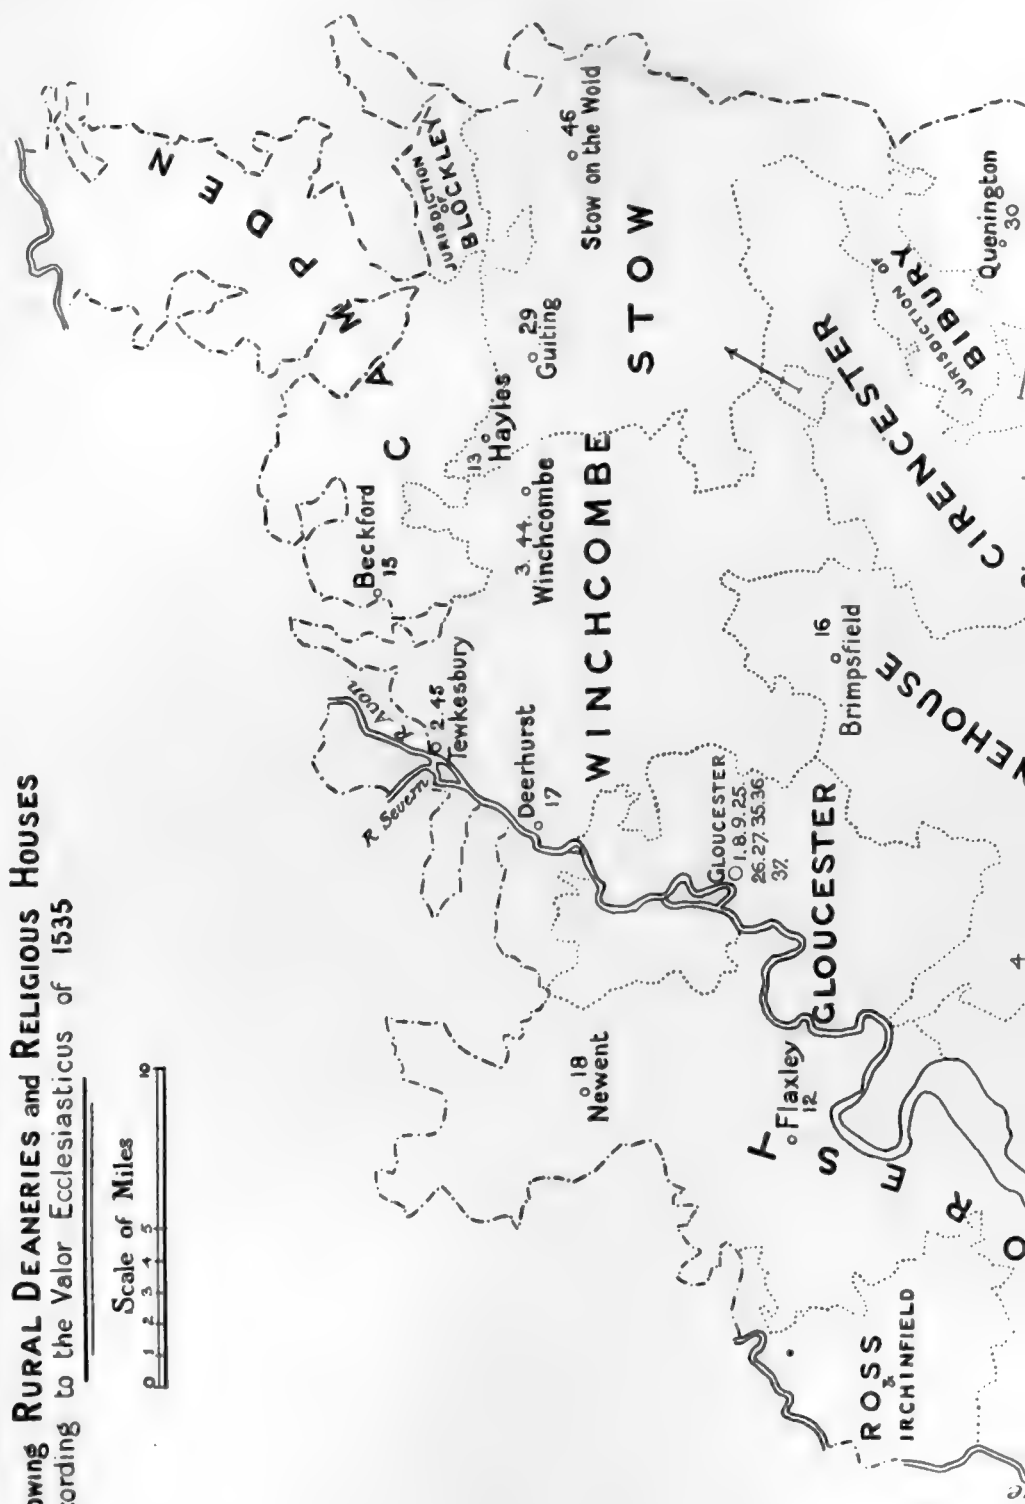 RURAL DEANERIES and RELIGIOUS HOUSES
to the Valor Ecclesiasticus of 1535
Scale of Miles
0 1 2 3 4 5 10
CAMPDEN
JURISDICTION
OF
BLOCKLEY
R. Avon
R. Severn
2.45
Tewkesbury
Beckford
15
Deerhurst
17
13
Hayles
3. 44.
Winchcombe
29
Guiting
46
Stow on the Wold
WINCHCOMBE
STOW
18
Newent
GLOUCESTER
1.8.9.25.
26.27.35.36.
37.
Flaxley
12
GLOUCESTER
16
Brimpsfield
CIRENCESTER
JURISDICTION OF
BIBURY
Quenington
30
ROSS
&
IRCHINFIELD
4